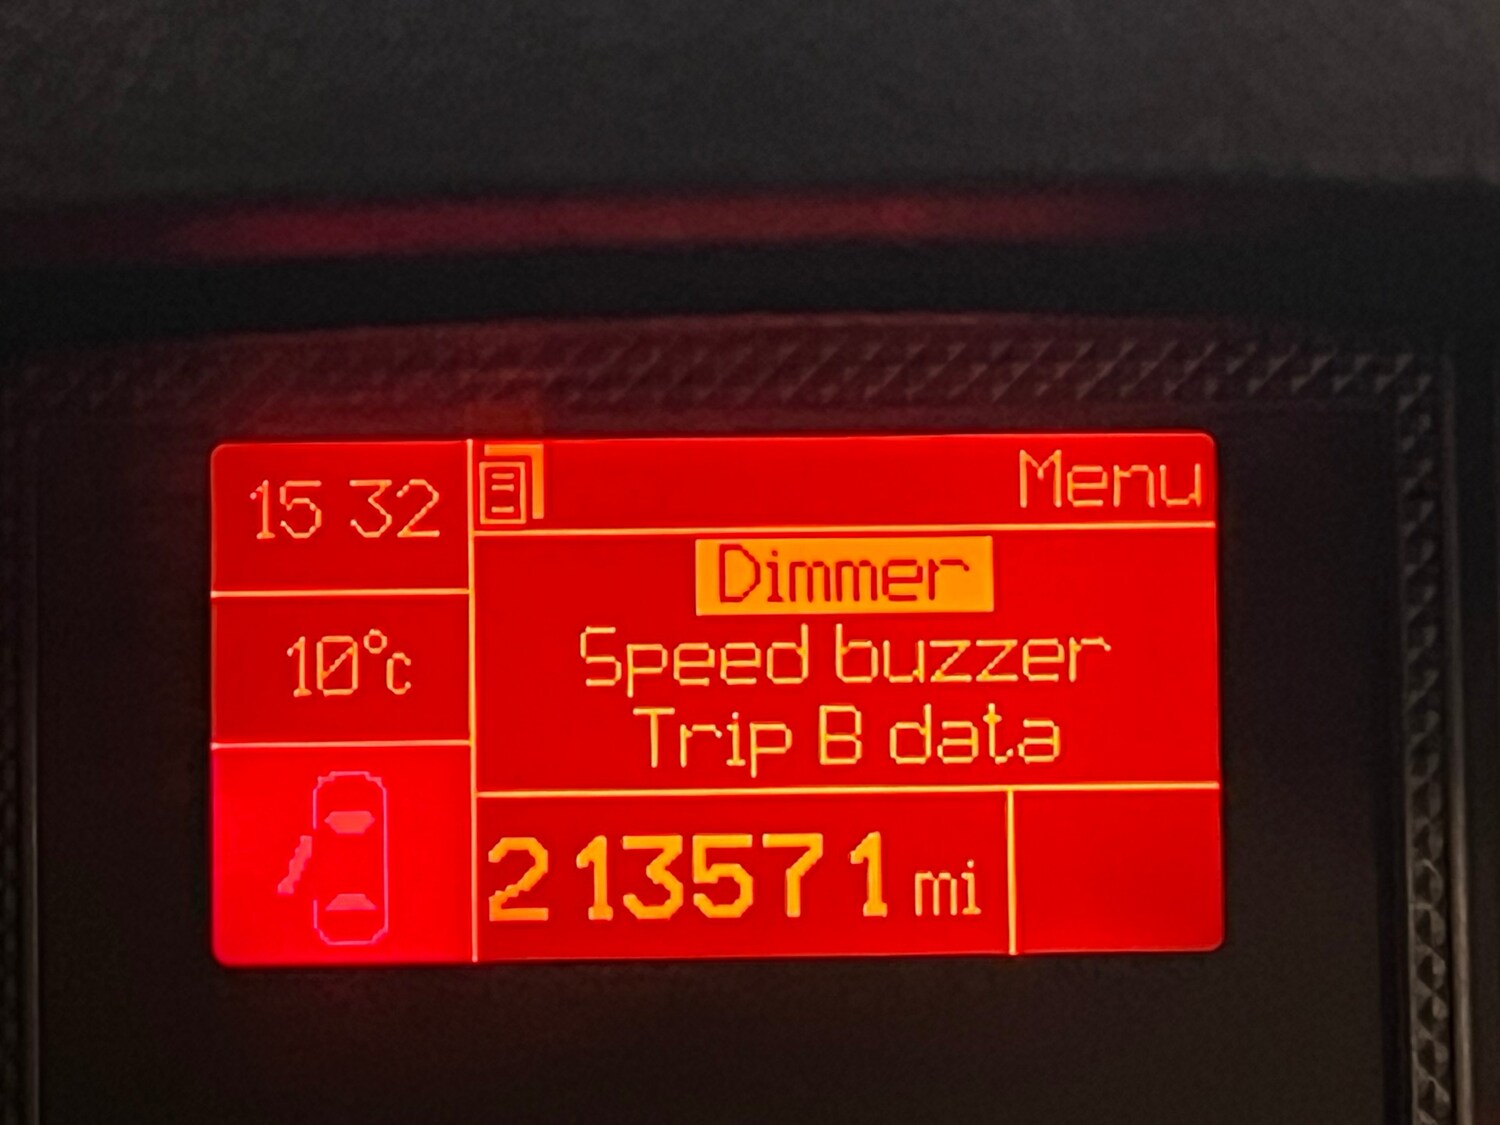 15 32
10°c
Menu
Dimmer
Speed buzzer
Trip B data
213571 mi